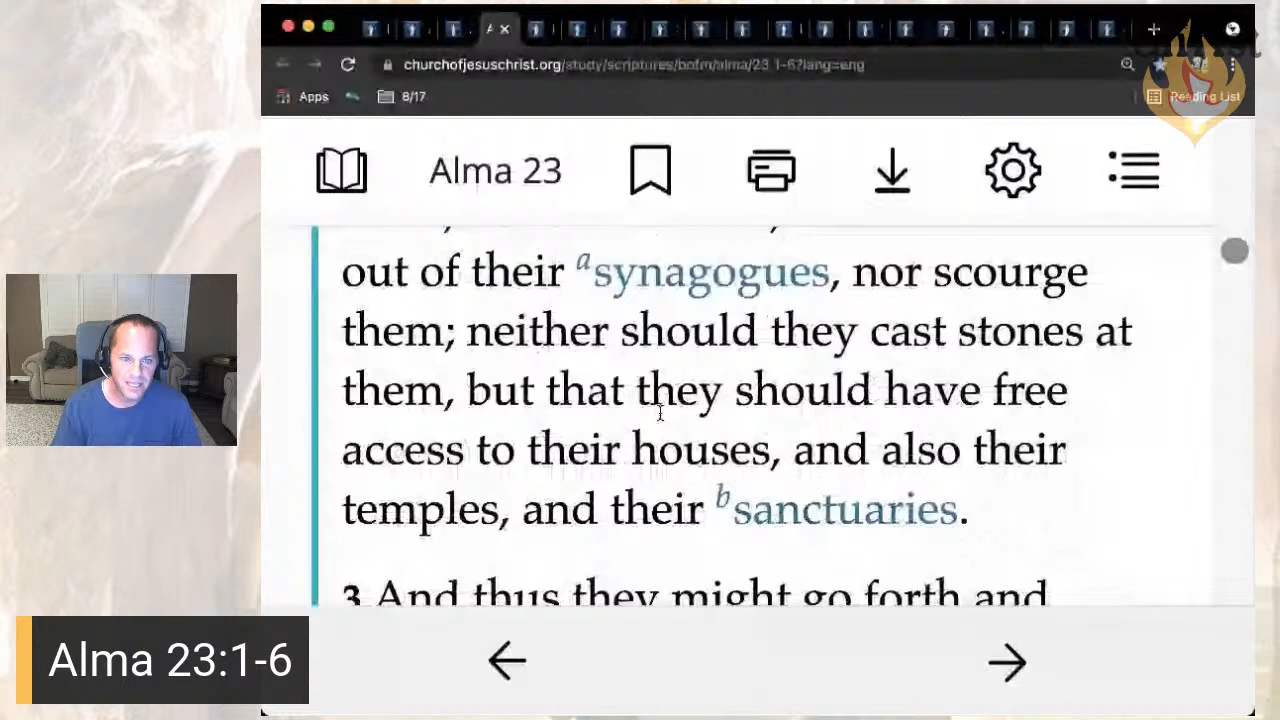 churchofjesuschrist.org/study/scriptures/bofm/alma/23.1-6?lang=eng
Apps
8/17
Reading List
Alma 23
out of their a synagogues, nor scourge
them; neither should they cast stones at
them, but that they should have free
access to their houses, and also their
temples, and their b sanctuaries.
3 And thus they might go forth and
Alma 23:1-6